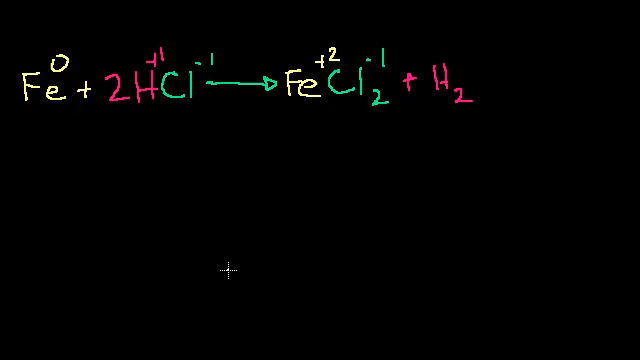 Fe⁰ + 2H⁺¹Cl⁻¹ → Fe⁺²Cl₂⁻¹ + H₂